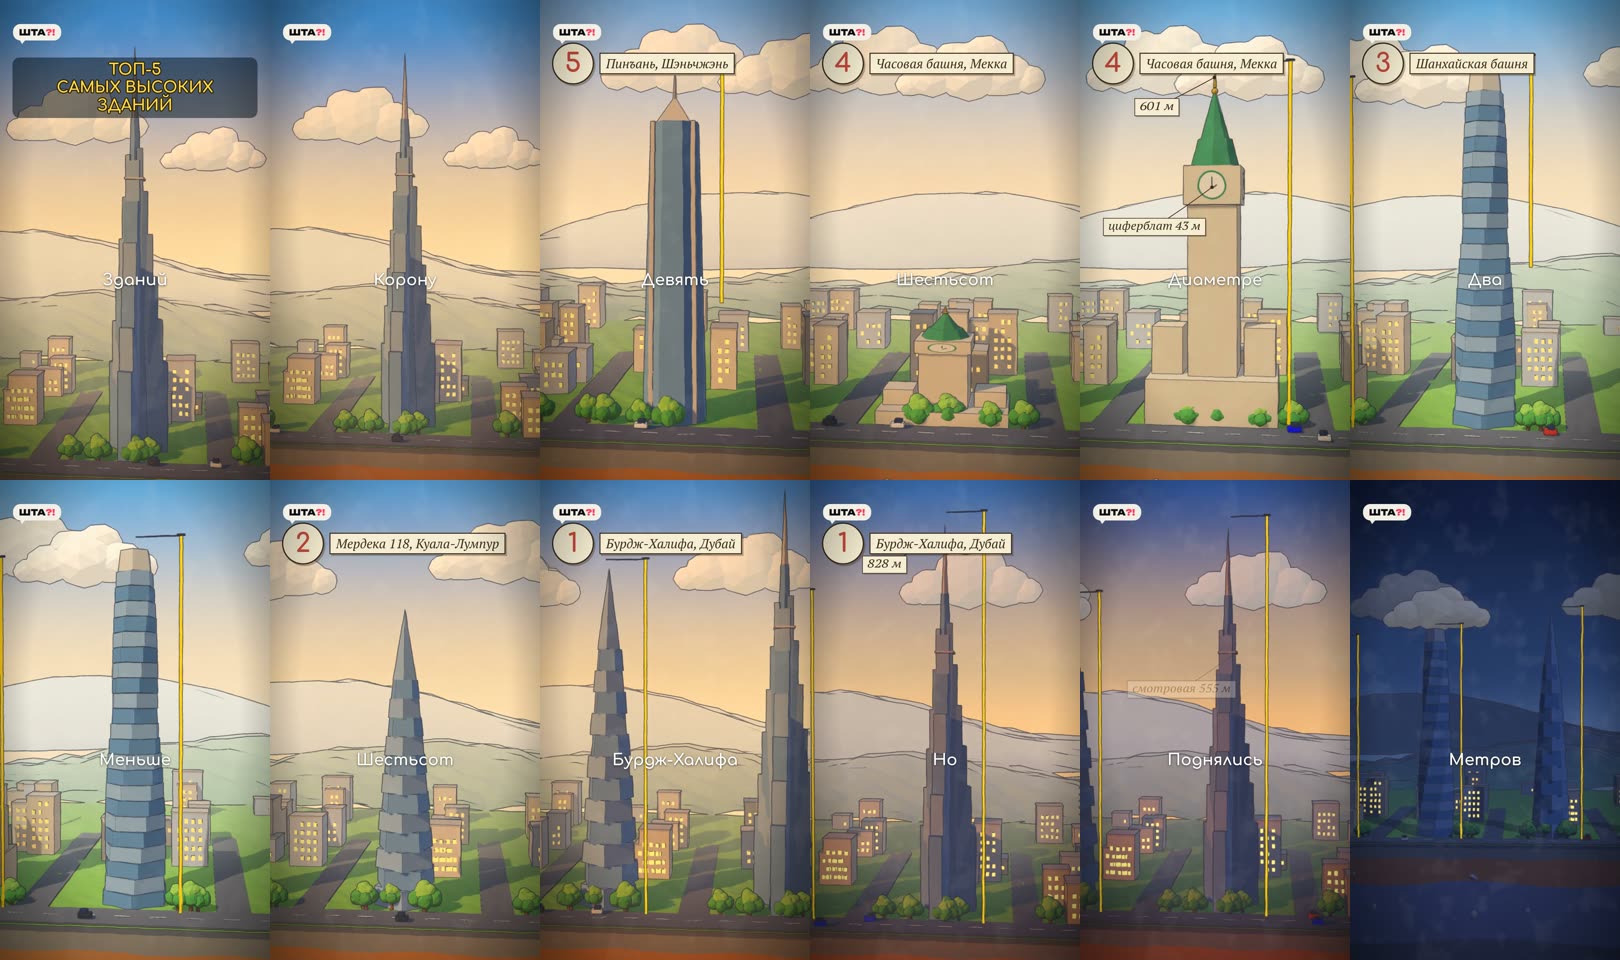 ШТА?!
ТОП-5
САМЫХ ВЫСОКИХ
ЗДАНИЙ
Зданий
ШТА?!
Корону
ШТА?!
5
Пинъань, Шэньчжэнь
Девять
ШТА?!
4
Часовая башня, Мекка
Шестьсот
ШТА?!
4
Часовая башня, Мекка
601 м
циферблат 43 м
Диаметре
ШТА?!
3
Шанхайская башня
Два
ШТА?!
Меньше
ШТА?!
2
Мердека 118, Куала-Лумпур
Шестьсот
ШТА?!
1
Бурдж-Халифа, Дубай
Бурдж-Халифа
ШТА?!
1
Бурдж-Халифа, Дубай
828 м
Но
ШТА?!
смотровая 555 м
Поднялись
ШТА?!
Метров